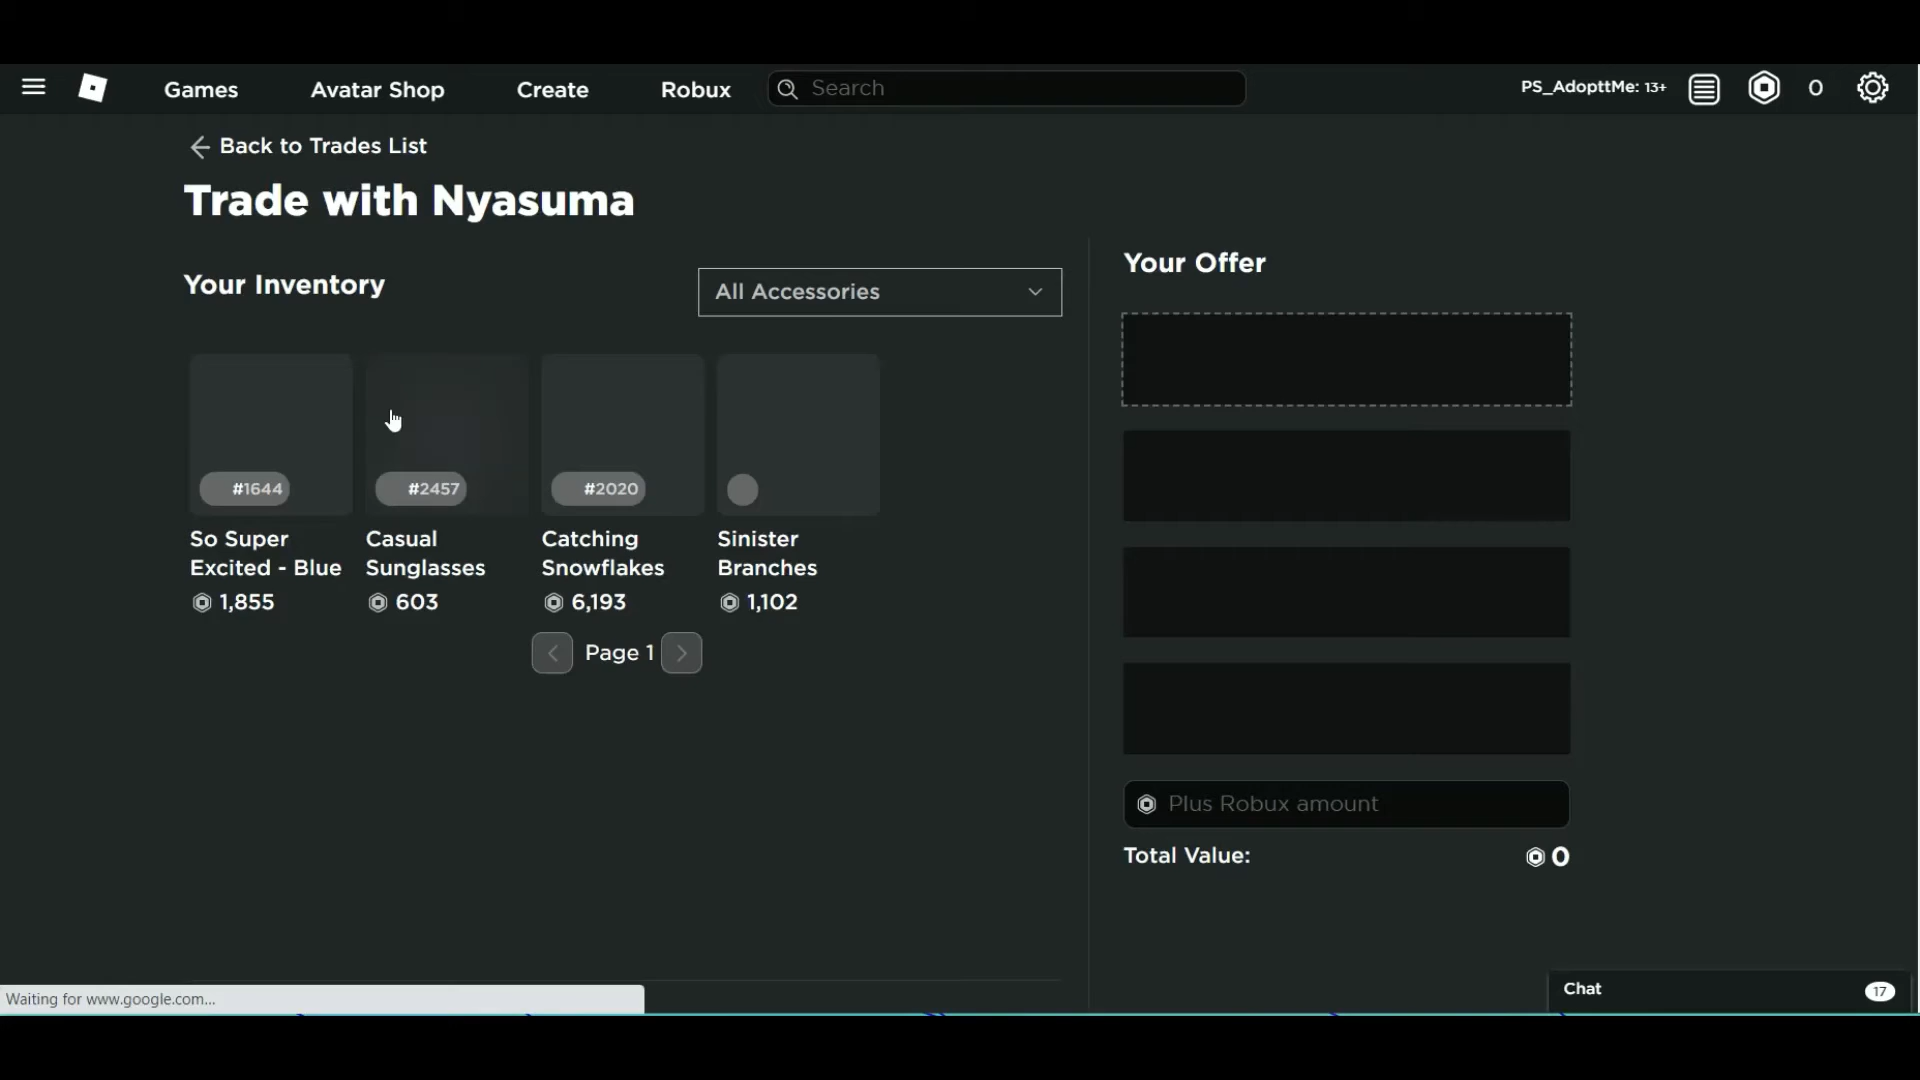 Games Avatar Shop Create Robux Search PS_AdopttMe: 13+ 0
Back to Trades List
Trade with Nyasuma
Your Inventory
All Accessories
#1644 #2457 #2020
So Super Casual Catching Sinister
Excited - Blue Sunglasses Snowflakes Branches
1,855 603 6,193 1,102
Page 1
Your Offer
Plus Robux amount
Total Value: 0
Waiting for www.google.com...
Chat 17